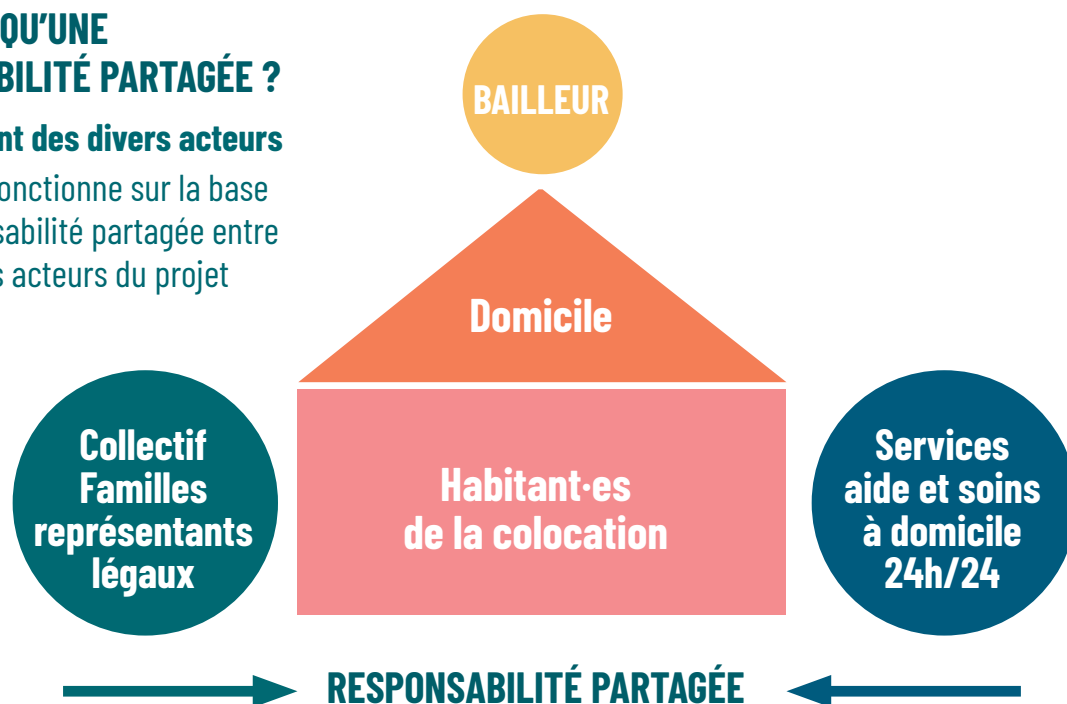 QU'UNE
BILITÉ PARTAGÉE ?
nt des divers acteurs
onctionne sur la base
sabilité partagée entre
s acteurs du projet
BAILLEUR
Domicile
Collectif
Familles
représentants
légaux
Habitant·es
de la colocation
Services
aide et soins
à domicile
24h/24
RESPONSABILITÉ PARTAGÉE